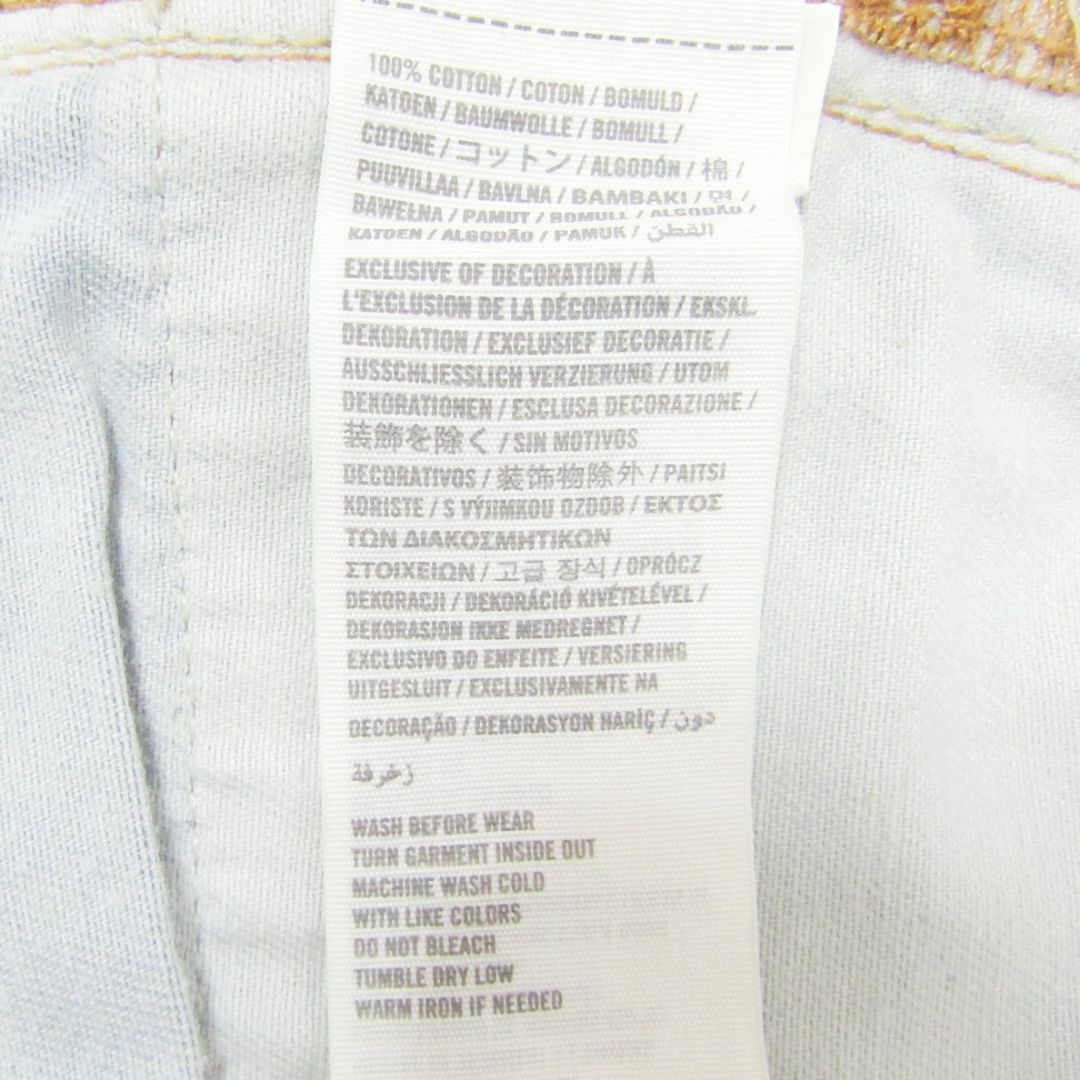 100% COTTON / COTON / BOMULD /
KATOEN / BAUMWOLLE / BOMULL /
COTONE / コットン / ALGODÓN / 棉 /
PUUVILLAA / BAVLNA / BAMBAKI / 면 /
BAWEŁNA / PAMUT / BOMULL / ALGODÃO /
KATOEN / ALGODÃO / PAMUK / القطن
EXCLUSIVE OF DECORATION / À
L'EXCLUSION DE LA DÉCORATION / EKSKL.
DEKORATION / EXCLUSIEF DECORATIE /
AUSSCHLIESSLICH VERZIERUNG / UTOM
DEKORATIONEN / ESCLUSA DECORAZIONE /
装飾を除く / SIN MOTIVOS
DECORATIVOS / 装饰物除外 / PAITSI
KORISTE / S VÝJIMKOU OZDOB / ΕΚΤΟΣ
ΤΩΝ ΔΙΑΚΟΣΜΗΤΙΚΩΝ
ΣΤΟΙΧΕΙΩΝ / 고급 장식 / OPRÓCZ
DEKORACJI / DEKORÁCIÓ KIVÉTELÉVEL /
DEKORASJON IKKE MEDREGNET /
EXCLUSIVO DO ENFEITE / VERSIERING
UITGESLUIT / EXCLUSIVAMENTE NA
DECORAÇÃO / DEKORASYON HARİÇ / دون
زخرفة
WASH BEFORE WEAR
TURN GARMENT INSIDE OUT
MACHINE WASH COLD
WITH LIKE COLORS
DO NOT BLEACH
TUMBLE DRY LOW
WARM IRON IF NEEDED